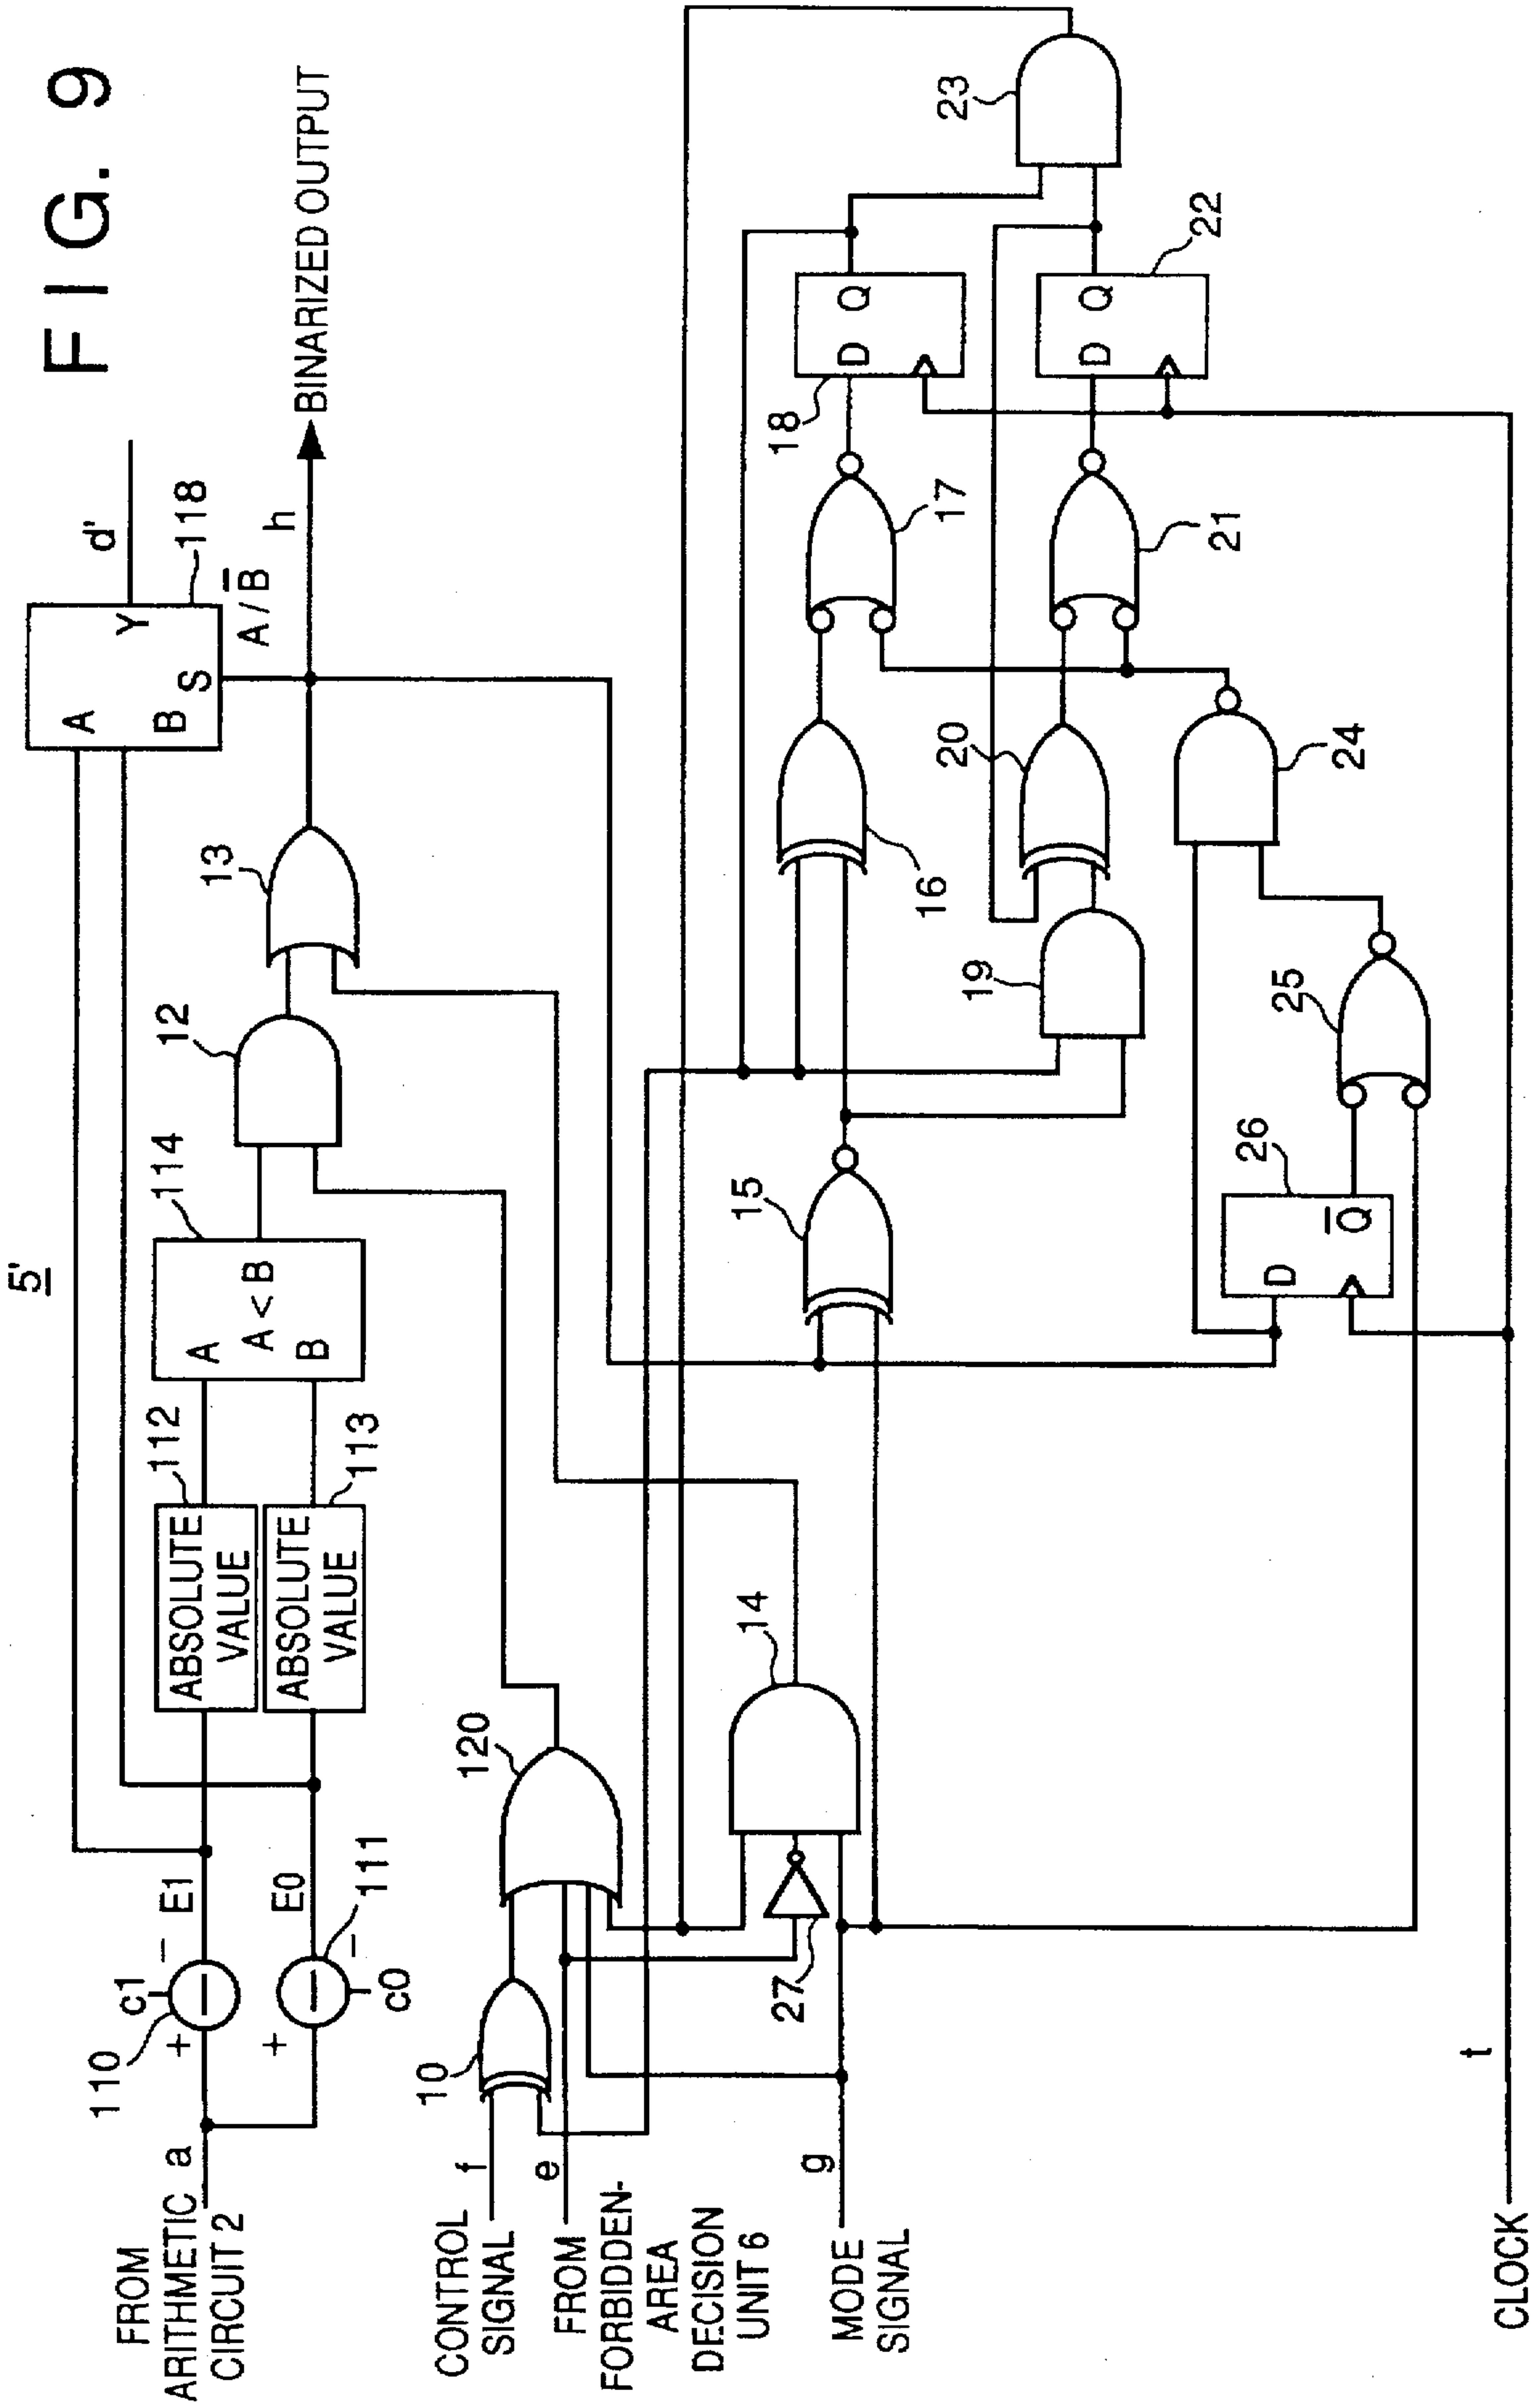 FIG. 9
5'
FROM
ARITHMETIC
CIRCUIT 2
a
110
+
c1
−
E1
+
111
−
c0
E0
ABSOLUTE
VALUE
112
ABSOLUTE
VALUE
113
A
A < B
B
114
12
13
A
B
S
Y
118
d'
A/B̅
h
BINARIZED OUTPUT
CONTROL
SIGNAL
f
10
FROM
FORBIDDEN-
AREA
DECISION
UNIT 6
e
120
27
14
MODE
SIGNAL
g
15
16
17
18
D
Q
19
20
21
22
D
Q
23
24
25
26
D
Q̅
CLOCK
t